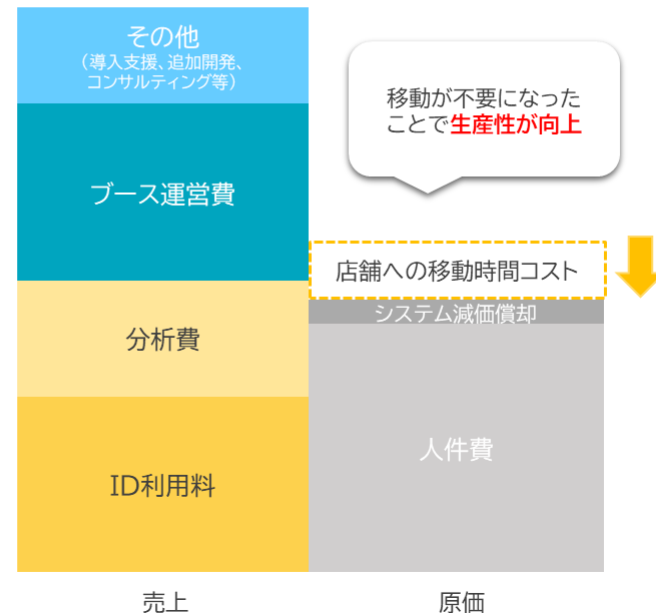 その他
（導入支援、追加開発、
コンサルティング等）
ブース運営費
分析費
ID利用料
売上
移動が不要になった
ことで生産性が向上
店舗への移動時間コスト
システム減価償却
人件費
原価